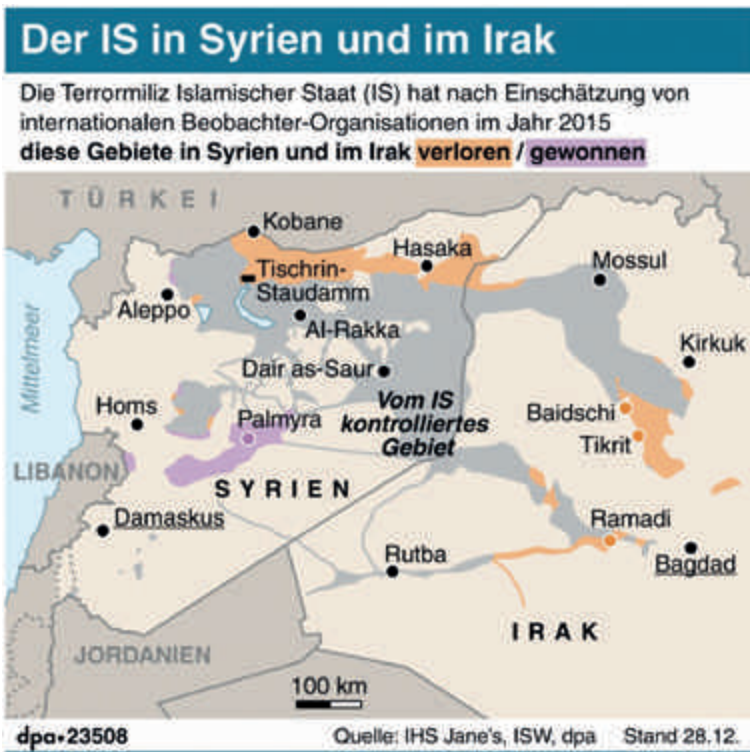 Der IS in Syrien und im Irak
Die Terrormiliz Islamischer Staat (IS) hat nach Einschätzung von
internationalen Beobachter-Organisationen im Jahr 2015
diese Gebiete in Syrien und im Irak verloren / gewonnen
TÜRKEI
Kobane
Hasaka
Mossul
Tischrin-
Staudamm
Aleppo
Al-Rakka
Mittelmeer
Kirkuk
Dair as-Saur
Homs
Vom IS
kontrolliertes
Gebiet
Palmyra
Baidschi
Tikrit
LIBANON
SYRIEN
Damaskus
Ramadi
Rutba
Bagdad
IRAK
JORDANIEN
100 km
dpa•23508
Quelle: IHS Jane's, ISW, dpa Stand 28.12.